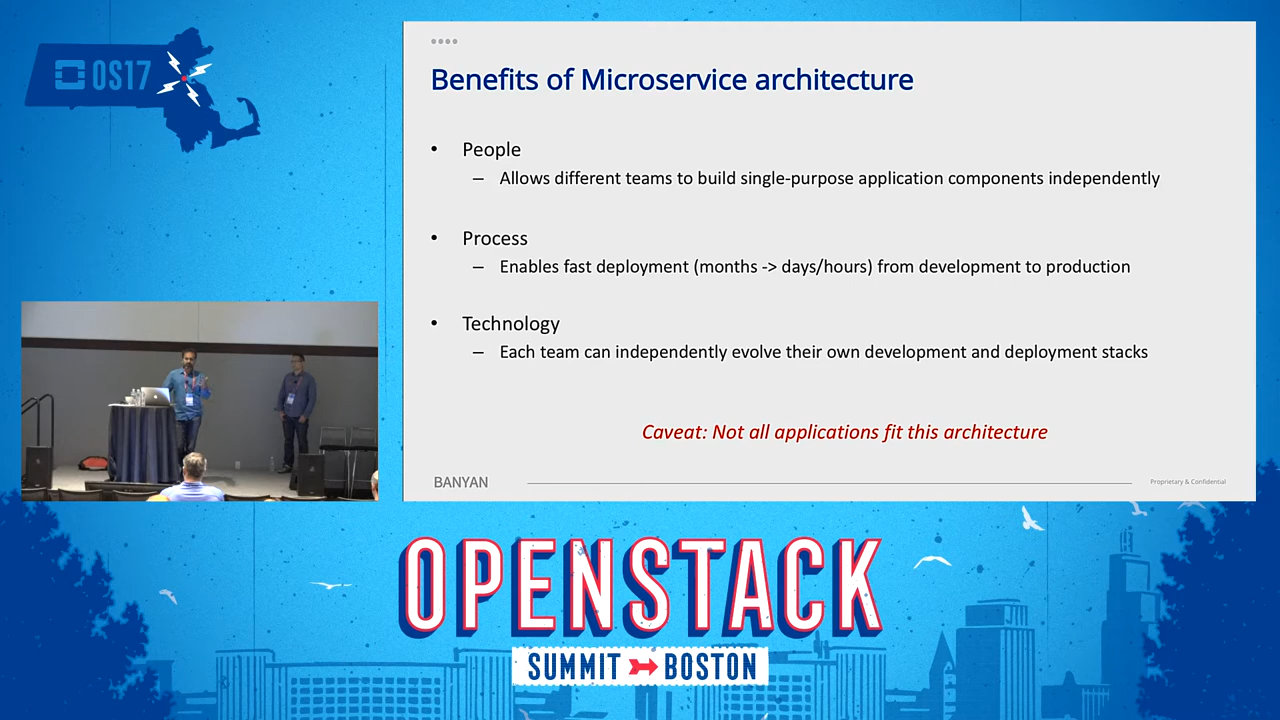 OS17
Benefits of Microservice architecture
• People
– Allows different teams to build single-purpose application components independently
• Process
– Enables fast deployment (months -> days/hours) from development to production
• Technology
– Each team can independently evolve their own development and deployment stacks
Caveat: Not all applications fit this architecture
BANYAN
Proprietary & Confidential
OPENSTACK
SUMMIT BOSTON